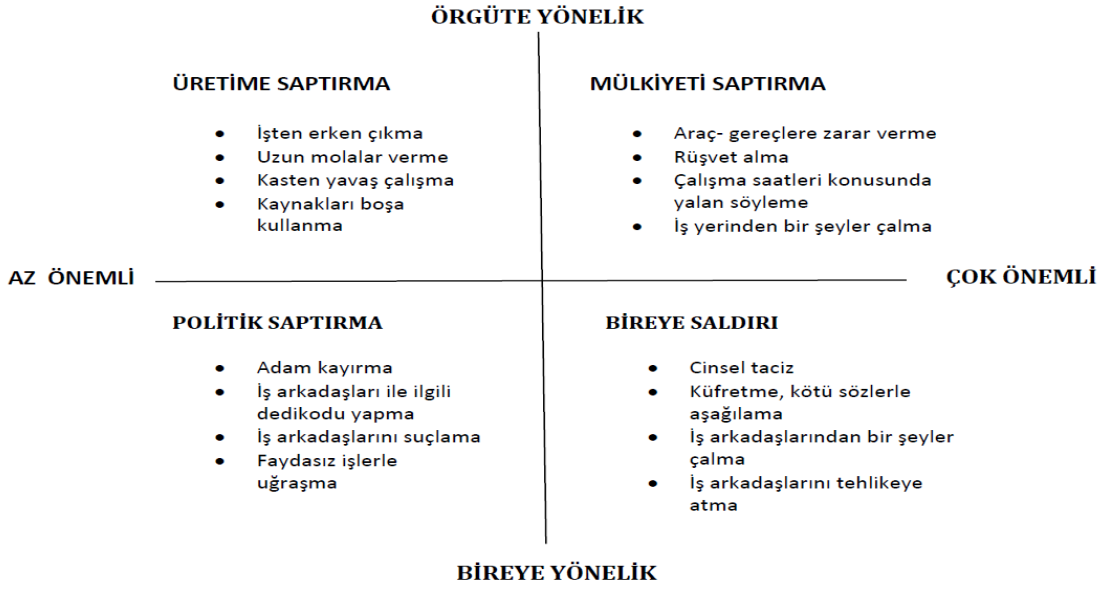 ÖRGÜTE YÖNELİK
ÜRETİME SAPTIRMA
• İşten erken çıkma
• Uzun molalar verme
• Kasten yavaş çalışma
• Kaynakları boşa
kullanma
MÜLKİYETİ SAPTIRMA
• Araç- gereçlere zarar verme
• Rüşvet alma
• Çalışma saatleri konusunda
yalan söyleme
• İş yerinden bir şeyler çalma
AZ ÖNEMLİ
ÇOK ÖNEMLİ
POLİTİK SAPTIRMA
• Adam kayırma
• İş arkadaşları ile ilgili
dedikodu yapma
• İş arkadaşlarını suçlama
• Faydasız işlerle
uğraşma
BİREYE SALDIRI
• Cinsel taciz
• Küfretme, kötü sözlerle
aşağılama
• İş arkadaşlarından bir şeyler
çalma
• İş arkadaşlarını tehlikeye
atma
BİREYE YÖNELİK